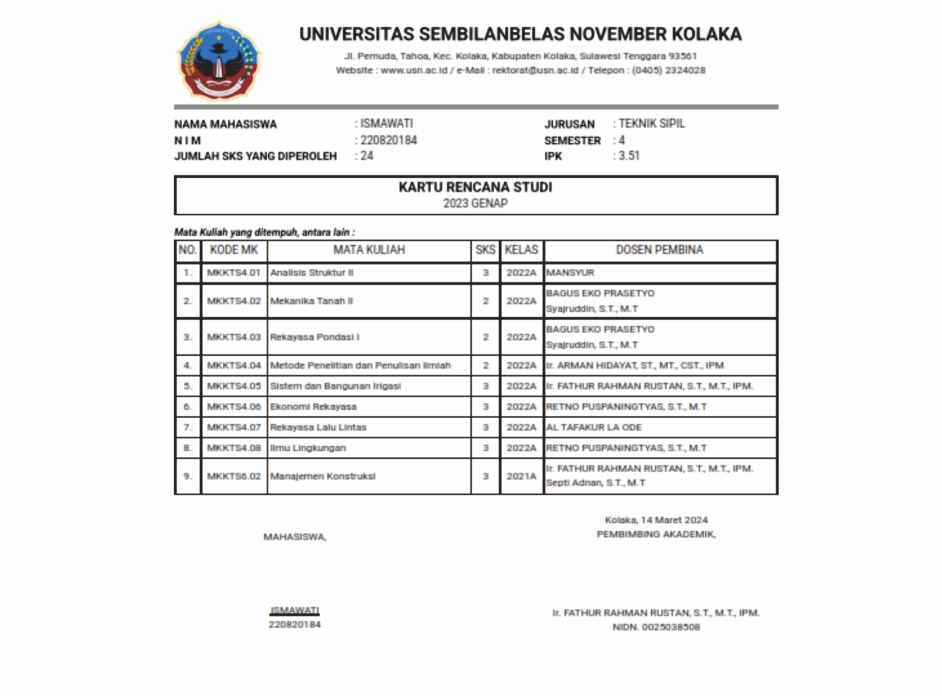 UNIVERSITAS SEMBILANBELAS NOVEMBER KOLAKA
Jl. Pemuda, Tahoa, Kec. Kolaka, Kabupaten Kolaka, Sulawesi Tenggara 93561
Website : www.usn.ac.id / e-Mail : rektorat@usn.ac.id / Telepon : (0405) 2324028
NAMA MAHASISWA : ISMAWATI JURUSAN : TEKNIK SIPIL
N I M : 220820184 SEMESTER : 4
JUMLAH SKS YANG DIPEROLEH : 24 IPK : 3.51
KARTU RENCANA STUDI
2023 GENAP
Mata Kuliah yang ditempuh, antara lain :
NO. KODE MK MATA KULIAH SKS KELAS DOSEN PEMBINA
1. MKKTS4.01 Analisis Struktur II 3 2022A MANSYUR
2. MKKTS4.02 Mekanika Tanah II 2 2022A BAGUS EKO PRASETYO
Syajruddin, S.T., M.T
3. MKKTS4.03 Rekayasa Pondasi I 2 2022A BAGUS EKO PRASETYO
Syajruddin, S.T., M.T
4. MKKTS4.04 Metode Penelitian dan Penulisan Ilmiah 2 2022A Ir. ARMAN HIDAYAT, ST., MT., CST., IPM
5. MKKTS4.05 Sistem dan Bangunan Irigasi 3 2022A Ir. FATHUR RAHMAN RUSTAN, S.T., M.T., IPM.
6. MKKTS4.06 Ekonomi Rekayasa 3 2022A RETNO PUSPANINGTYAS, S.T., M.T
7. MKKTS4.07 Rekayasa Lalu Lintas 3 2022A AL TAFAKUR LA ODE
8. MKKTS4.08 Ilmu Lingkungan 3 2022A RETNO PUSPANINGTYAS, S.T., M.T
9. MKKTS6.02 Manajemen Konstruksi 3 2021A Ir. FATHUR RAHMAN RUSTAN, S.T., M.T., IPM.
Septi Adnan, S.T., M.T
Kolaka, 14 Maret 2024
MAHASISWA, PEMBIMBING AKADEMIK,
ISMAWATI Ir. FATHUR RAHMAN RUSTAN, S.T., M.T., IPM.
220820184 NIDN. 0025038508